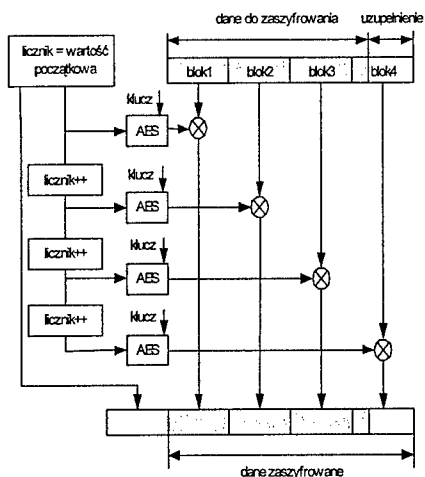 dane do zaszyfrowania uzupełnienie
licznik = wartość
początkowa
blok1 blok2 blok3 blok4
klucz
AES
klucz
licznik++
AES
klucz
licznik++
AES
klucz
licznik++
AES
dane zaszyfrowane